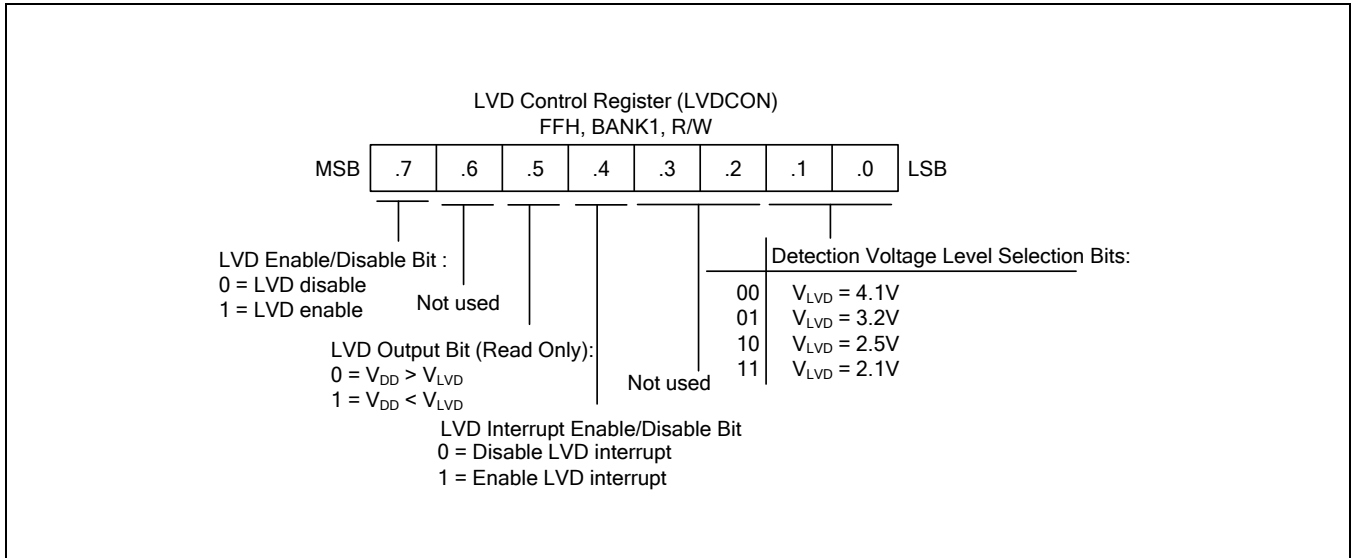 LVD Control Register (LVDCON)
FFH, BANK1, R/W
MSB .7 .6 .5 .4 .3 .2 .1 .0 LSB
LVD Enable/Disable Bit :
0 = LVD disable
1 = LVD enable
Not used
LVD Output Bit (Read Only):
0 = VDD > VLVD
1 = VDD < VLVD
LVD Interrupt Enable/Disable Bit
0 = Disable LVD interrupt
1 = Enable LVD interrupt
Not used
Detection Voltage Level Selection Bits:
00 VLVD = 4.1V
01 VLVD = 3.2V
10 VLVD = 2.5V
11 VLVD = 2.1V